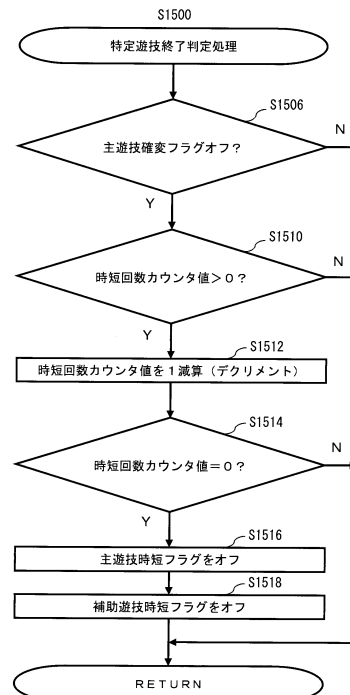 S1500
特定遊技終了判定処理
S1506
主遊技確変フラグオフ？
N
Y
S1510
時短回数カウンタ値＞０？
N
Y
S1512
時短回数カウンタ値を１減算（デクリメント）
S1514
時短回数カウンタ値＝０？
N
Y
S1516
主遊技時短フラグをオフ
S1518
補助遊技時短フラグをオフ
RETURN